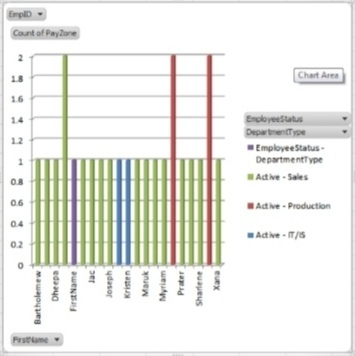 EmpID
Count of PayZone
2
1.8
1.6
1.4
1.2
1
0.8
0.6
0.4
0.2
0
Chart Area
EmployeeStatus
DepartmentType
EmployeeStatus -
DepartmentType
Active - Sales
Active - Production
Active - IT/IS
Bartholemew
Dheepa
FirstName
Jac
Joseph
Kristen
Maruk
Myriam
Prater
Sharlene
Xana
FirstName